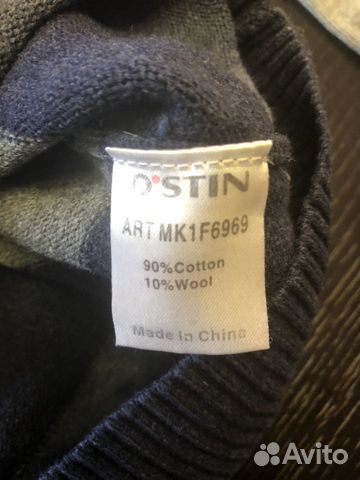 O'STIN
ART MK1F6969
90%Cotton
10%Wool
Made in China
Avito